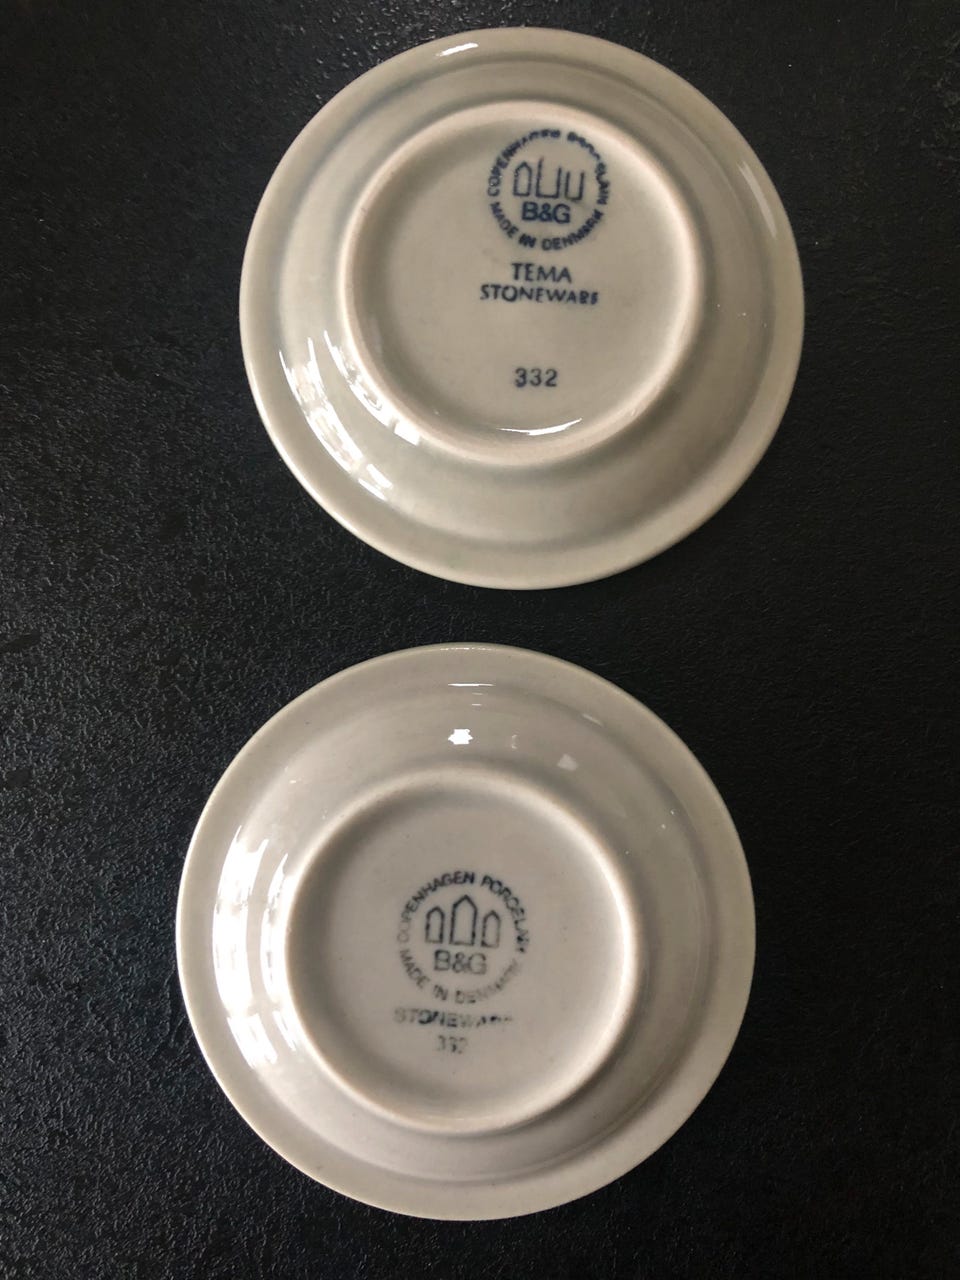 COPENHAGEN PORCELAIN
B&G
MADE IN DENMARK
TEMA
STONEWARE
332
COPENHAGEN PORCELAIN
B&G
MADE IN DENMARK
STONEWARE
332